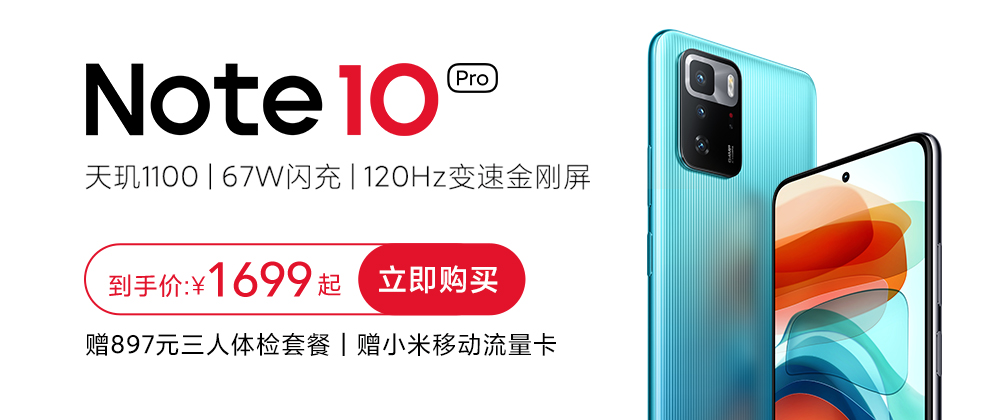 Note 10 Pro
天玑1100 | 67W闪充 | 120Hz变速金刚屏
到手价:¥1699起 立即购买
赠897元三人体检套餐 | 赠小米移动流量卡